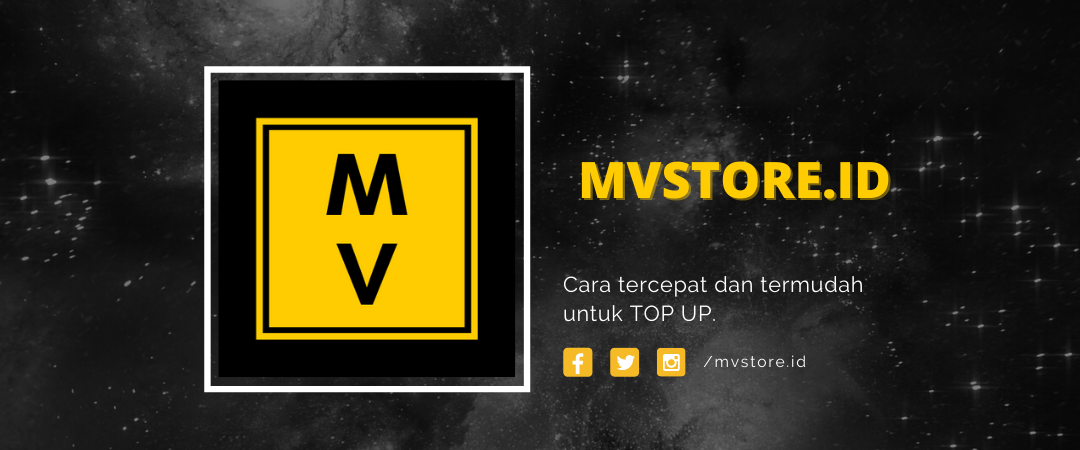 M
V
MVSTORE.ID
Cara tercepat dan termudah
untuk TOP UP.
/mvstore.id